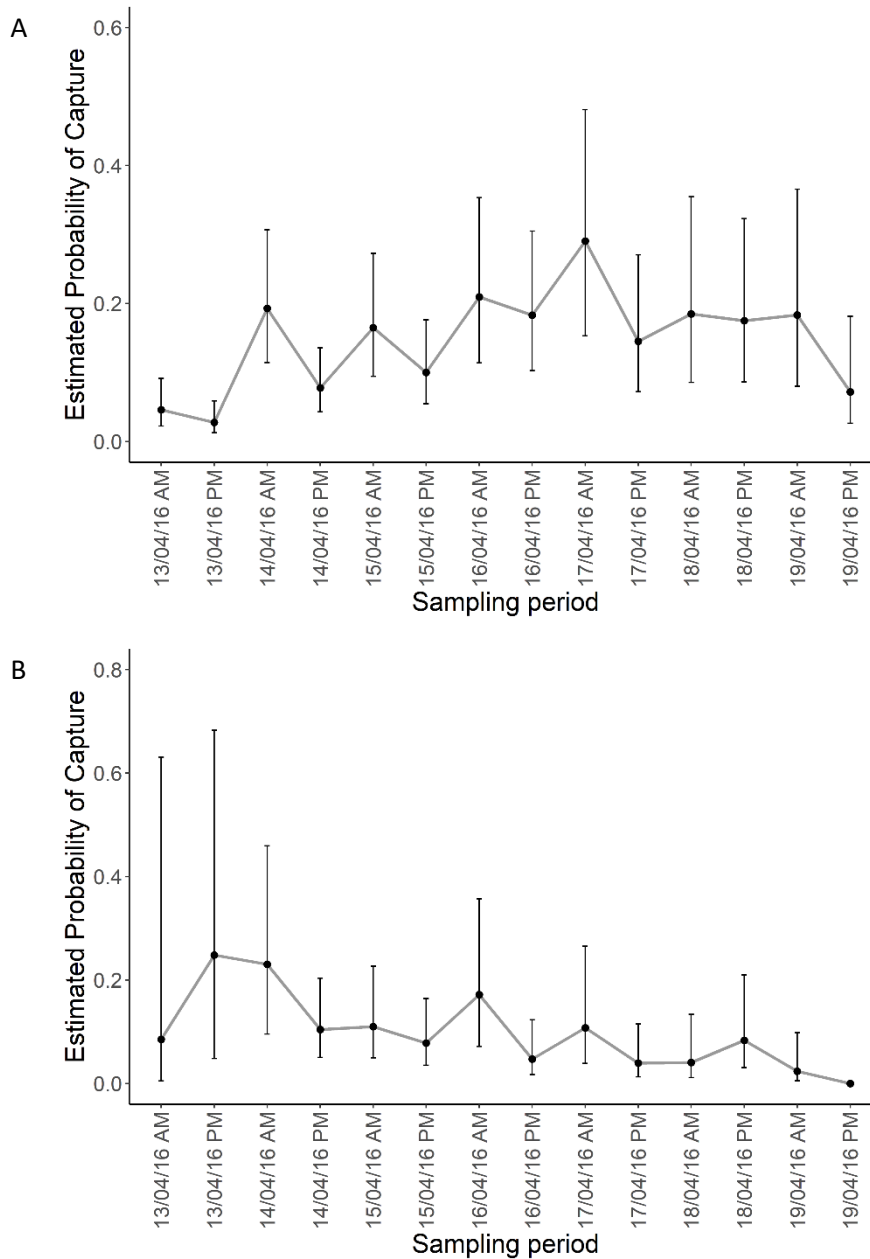 A
Estimated Probability of Capture
0.6
0.4
0.2
0.0
13/04/16 AM
13/04/16 PM
14/04/16 AM
14/04/16 PM
15/04/16 AM
15/04/16 PM
16/04/16 AM
16/04/16 PM
17/04/16 AM
17/04/16 PM
18/04/16 AM
18/04/16 PM
19/04/16 AM
19/04/16 PM
Sampling period
B
Estimated Probability of Capture
0.8
0.6
0.4
0.2
0.0
13/04/16 AM
13/04/16 PM
14/04/16 AM
14/04/16 PM
15/04/16 AM
15/04/16 PM
16/04/16 AM
16/04/16 PM
17/04/16 AM
17/04/16 PM
18/04/16 AM
18/04/16 PM
19/04/16 AM
19/04/16 PM
Sampling period